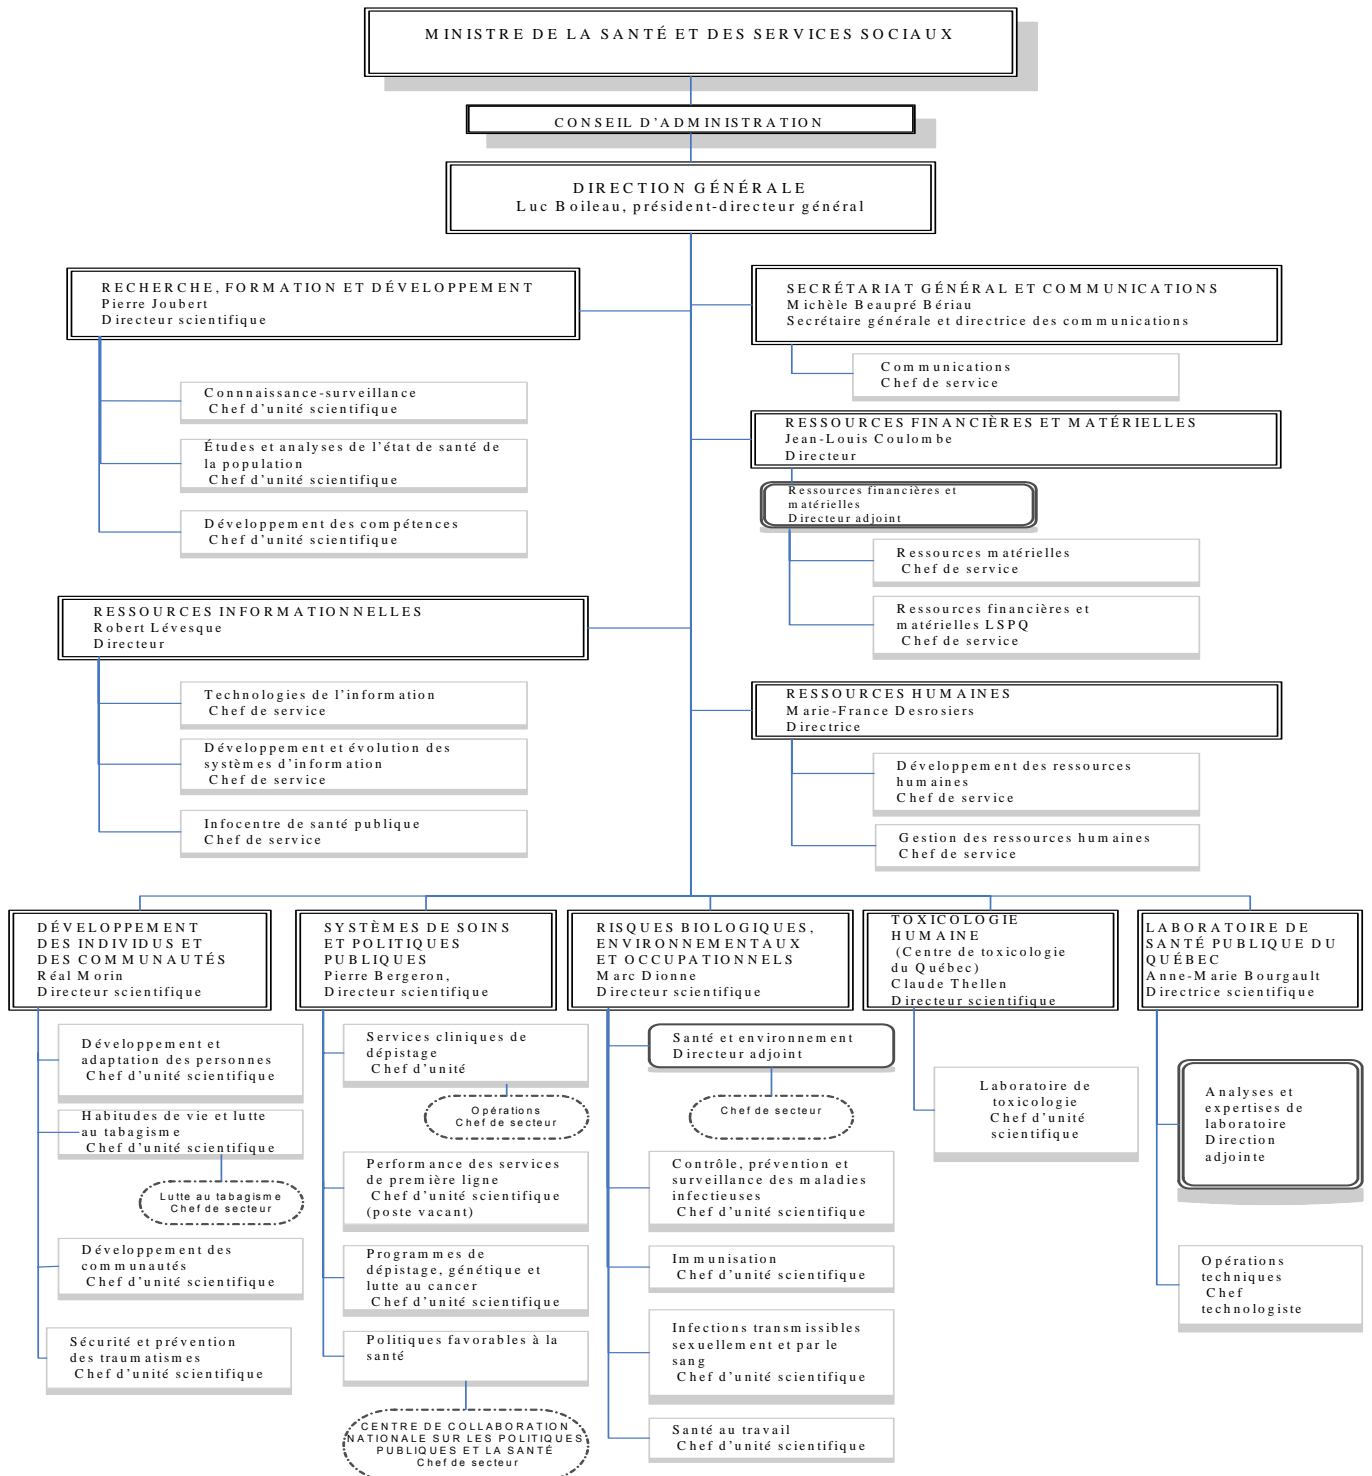 MINISTRE DE LA SANTÉ ET DES SERVICES SOCIAUX
CONSEIL D'ADMINISTRATION
DIRECTION GÉNÉRALE
Luc Boileau, président-directeur général
RECHERCHE, FORMATION ET DÉVELOPPEMENT
Pierre Joubert
Directeur scientifique
Connnaissance-surveillance
Chef d'unité scientifique
Études et analyses de l'état de santé de
la population
Chef d'unité scientifique
Développement des compétences
Chef d'unité scientifique
RESSOURCES INFORMATIONNELLES
Robert Lévesque
Directeur
Technologies de l'information
Chef de service
Développement et évolution des
systèmes d'information
Chef de service
Infocentre de santé publique
Chef de service
SECRÉTARIAT GÉNÉRAL ET COMMUNICATIONS
Michèle Beaupré Bériau
Secrétaire générale et directrice des communications
Communications
Chef de service
RESSOURCES FINANCIÈRES ET MATÉRIELLES
Jean-Louis Coulombe
Directeur
Ressources financières et
matérielles
Directeur adjoint
Ressources matérielles
Chef de service
Ressources financières et
matérielles LSPQ
Chef de service
RESSOURCES HUMAINES
Marie-France Desrosiers
Directrice
Développement des ressources
humaines
Chef de service
Gestion des ressources humaines
Chef de service
DÉVELOPPEMENT
DES INDIVIDUS ET
DES COMMUNAUTÉS
Réal Morin
Directeur scientifique
Développement et
adaptation des personnes
Chef d'unité scientifique
Habitudes de vie et lutte
au tabagisme
Chef d'unité scientifique
Lutte au tabagisme
Chef de secteur
Développement des
communautés
Chef d'unité scientifique
Sécurité et prévention
des traumatismes
Chef d'unité scientifique
SYSTÈMES DE SOINS
ET POLITIQUES
PUBLIQUES
Pierre Bergeron,
Directeur scientifique
Services cliniques de
dépistage
Chef d'unité
Opérations
Chef de secteur
Performance des services
de première ligne
Chef d'unité scientifique
(poste vacant)
Programmes de
dépistage, génétique et
lutte au cancer
Chef d'unité scientifique
Politiques favorables à la
santé
CENTRE DE COLLABORATION
NATIONALE SUR LES POLITIQUES
PUBLIQUES ET LA SANTÉ
Chef de secteur
RISQUES BIOLOGIQUES,
ENVIRONNEMENTAUX
ET OCCUPATIONNELS
Marc Dionne
Directeur scientifique
Santé et environnement
Directeur adjoint
Chef de secteur
Contrôle, prévention et
surveillance des maladies
infectieuses
Chef d'unité scientifique
Immunisation
Chef d'unité scientifique
Infections transmissibles
sexuellement et par le
sang
Chef d'unité scientifique
Santé au travail
Chef d'unité scientifique
TOXICOLOGIE
HUMAINE
(Centre de toxicologie
du Québec)
Claude Thellen
Directeur scientifique
Laboratoire de
toxicologie
Chef d'unité
scientifique
LABORATOIRE DE
SANTÉ PUBLIQUE DU
QUÉBEC
Anne-Marie Bourgault
Directrice scientifique
Analyses et
expertises de
laboratoire
Direction
adjointe
Opérations
techniques
Chef
technologiste